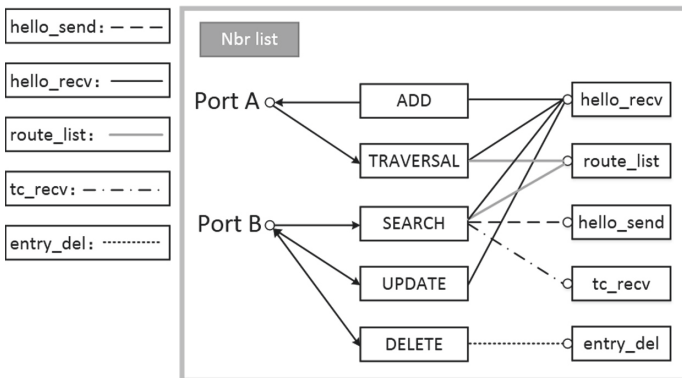 hello_send:
hello_recv:
route_list:
tc_recv:
entry_del:
Nbr list
Port A
ADD
hello_recv
TRAVERSAL
route_list
Port B
SEARCH
hello_send
UPDATE
tc_recv
DELETE
entry_del